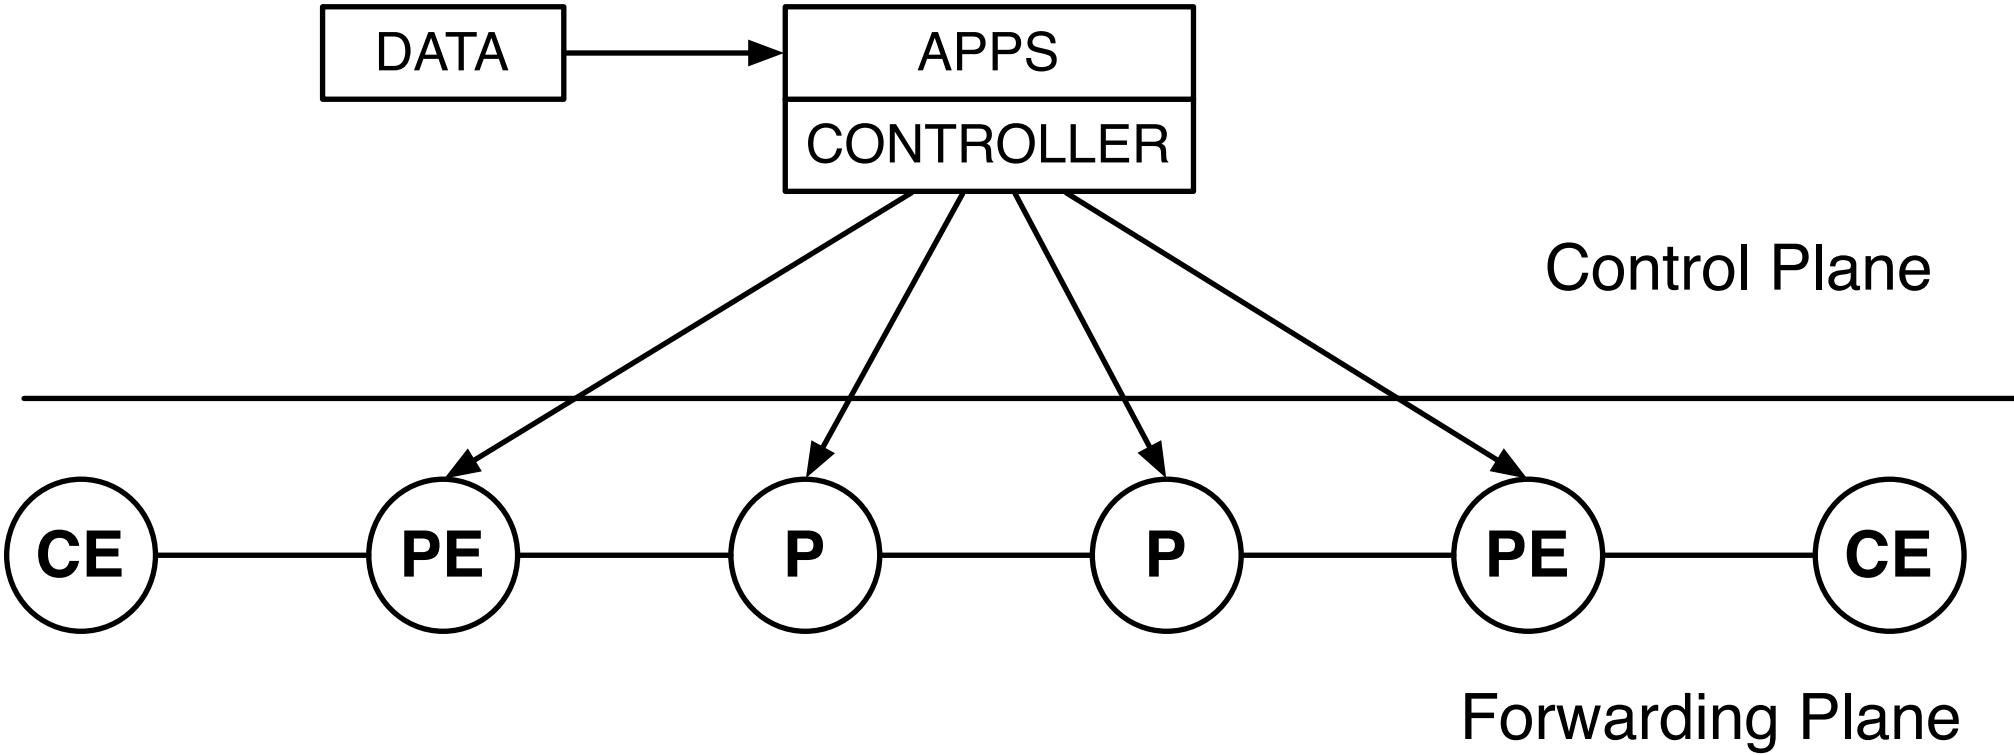 DATA
APPS
CONTROLLER
Control Plane
CE PE P P PE CE
Forwarding Plane